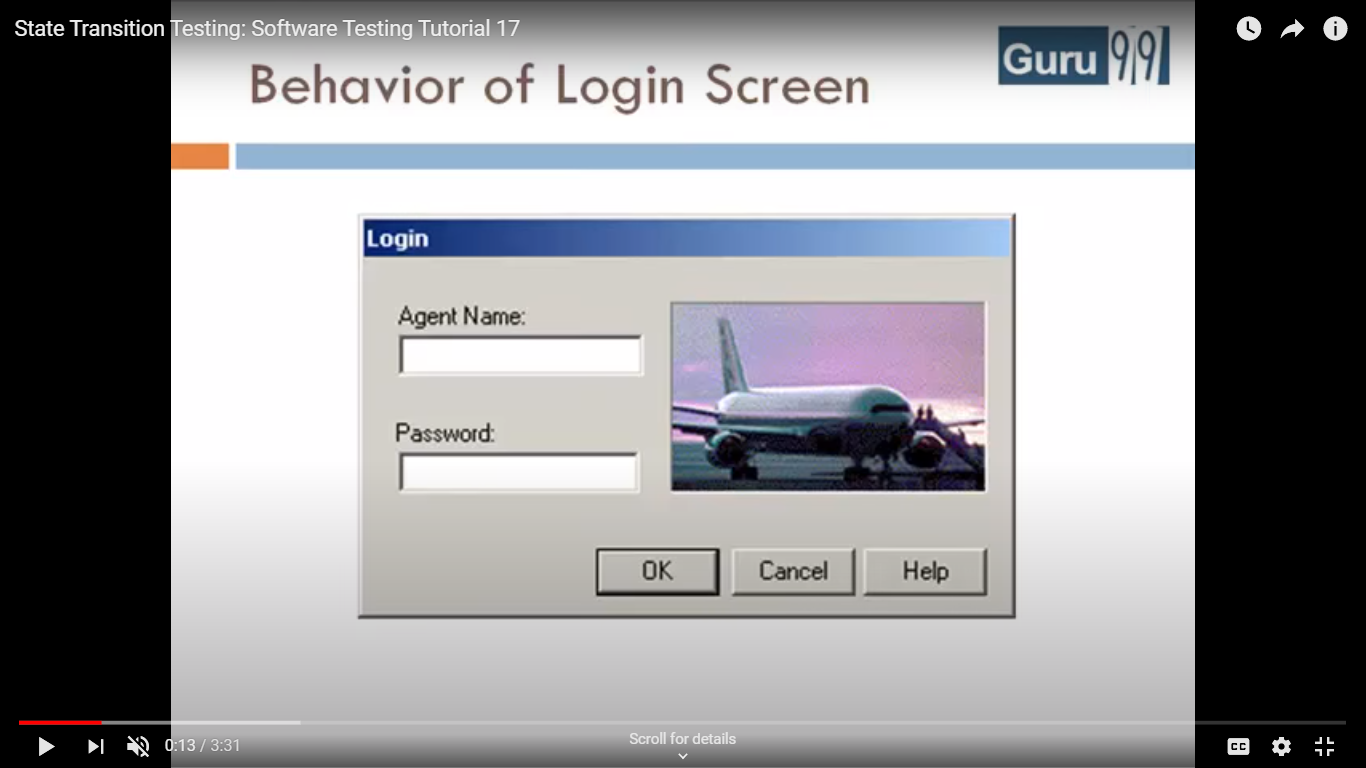 State Transition Testing: Software Testing Tutorial 17
Guru99
Behavior of Login Screen
Login
Agent Name:
Password:
OK Cancel Help
Scroll for details
0:13 / 3:31
CC